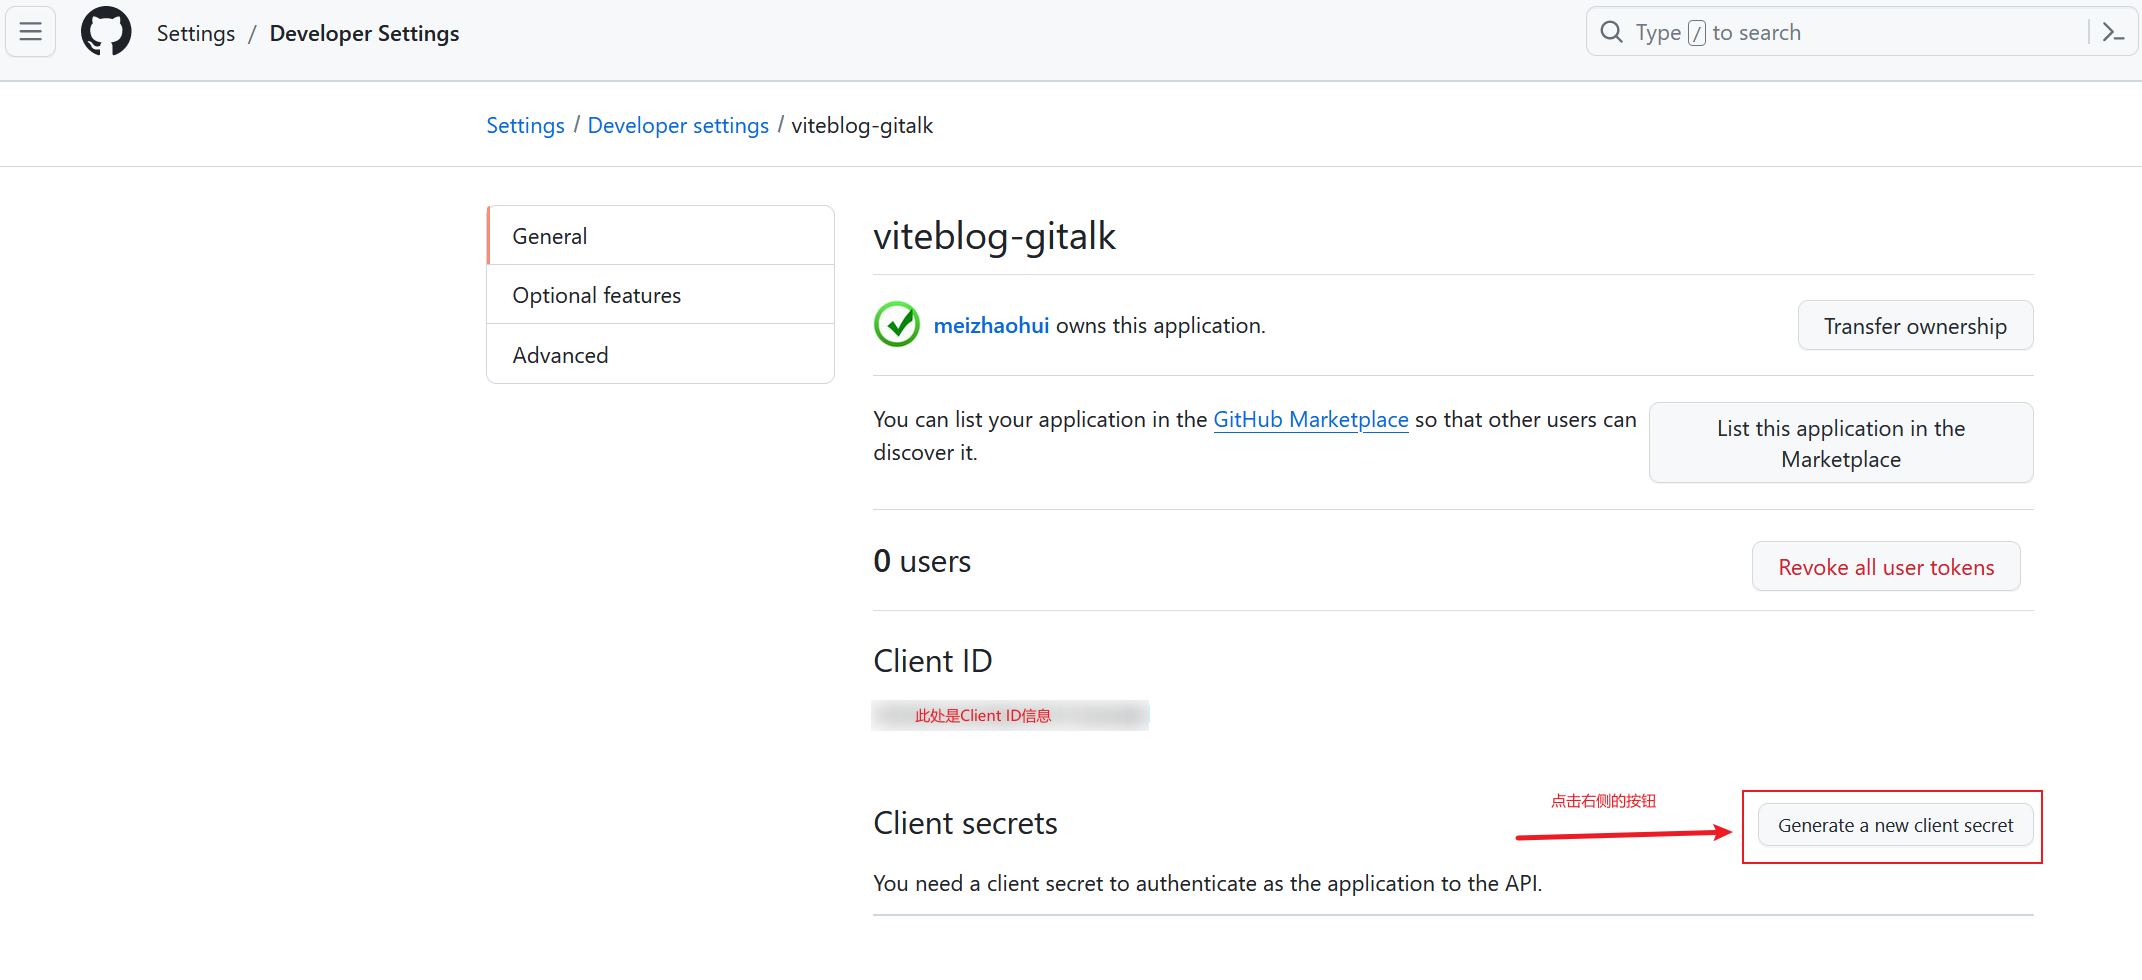 Settings / Developer Settings
Type / to search
Settings / Developer settings / viteblog-gitalk
General
Optional features
Advanced
viteblog-gitalk
meizhaohui owns this application.
Transfer ownership
You can list your application in the GitHub Marketplace so that other users can
discover it.
List this application in the
Marketplace
0 users
Revoke all user tokens
Client ID
此处是Client ID信息
点击右侧的按钮
Client secrets
Generate a new client secret
You need a client secret to authenticate as the application to the API.